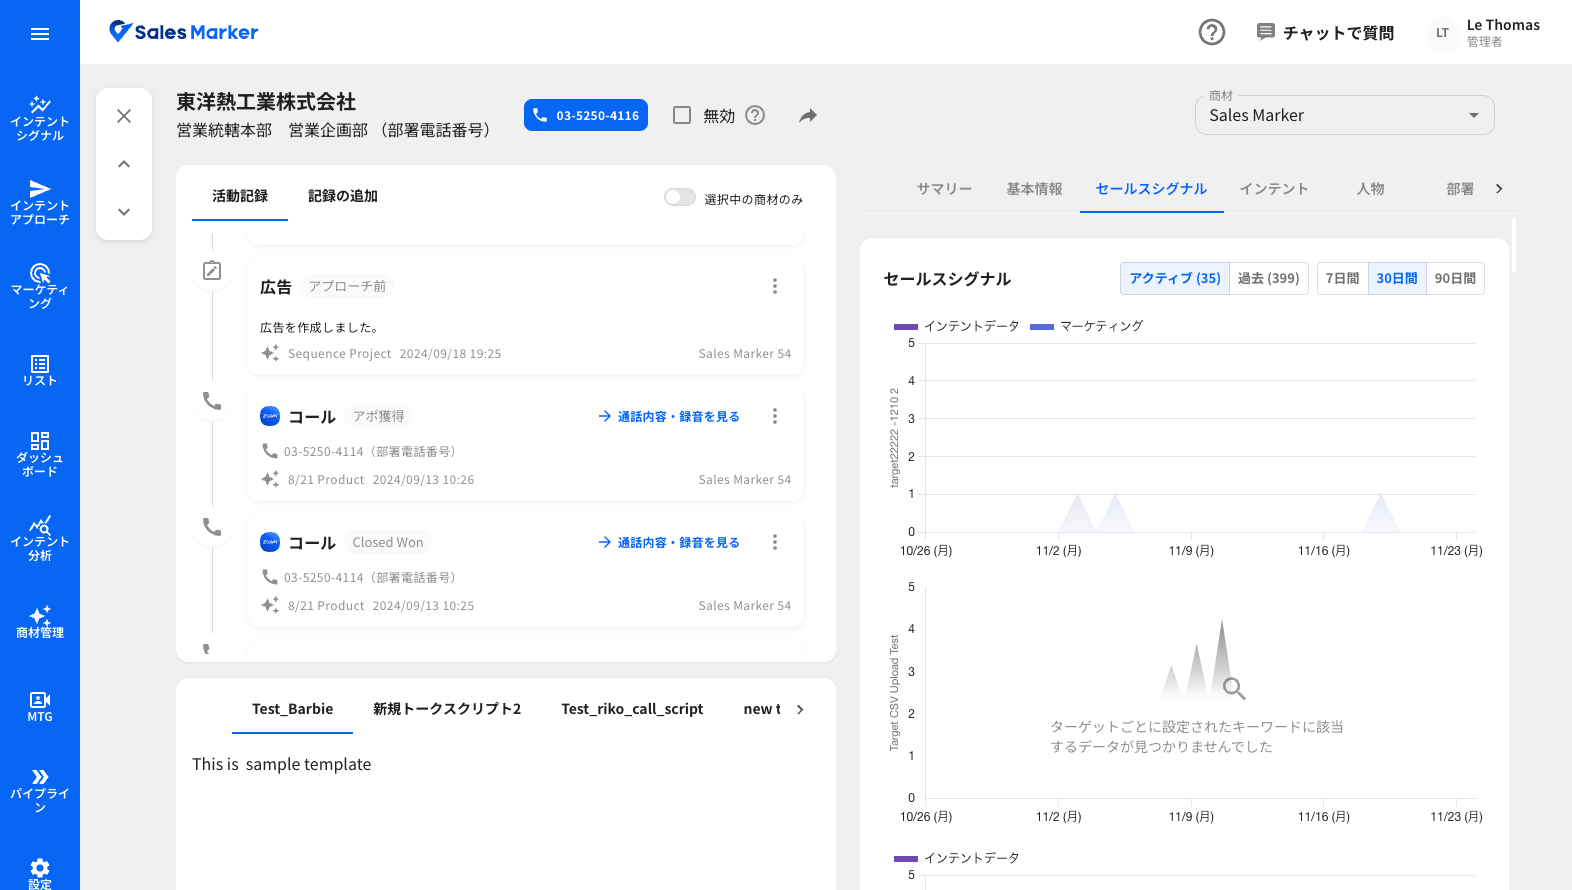 Sales Marker
チャットで質問
LT
Le Thomas
管理者
インテント
シグナル
インテント
アプローチ
マーケティ
ング
リスト
ダッシュ
ボード
インテント
分析
商材管理
MTG
パイプライ
ン
設定
東洋熱工業株式会社
営業統轄本部　営業企画部 （部署電話番号）
03-5250-4116
無効
商材
Sales Marker
活動記録
記録の追加
選択中の商材のみ
広告
アプローチ前
広告を作成しました。
Sequence Project 2024/09/18 19:25
Sales Marker 54
コール
アポ獲得
通話内容・録音を見る
03-5250-4114（部署電話番号）
8/21 Product 2024/09/13 10:26
Sales Marker 54
コール
Closed Won
通話内容・録音を見る
03-5250-4114（部署電話番号）
8/21 Product 2024/09/13 10:25
Sales Marker 54
Test_Barbie
新規トークスクリプト2
Test_riko_call_script
new t
This is sample template
サマリー
基本情報
セールスシグナル
インテント
人物
部署
セールスシグナル
アクティブ (35)
過去 (399)
7日間
30日間
90日間
インテントデータ
マーケティング
target22222 -1210 2
5
4
3
2
1
0
10/26 (月)
11/2 (月)
11/9 (月)
11/16 (月)
11/23 (月)
Target CSV Upload Test
5
4
3
2
1
0
ターゲットごとに設定されたキーワードに該当
するデータが見つかりませんでした
10/26 (月)
11/2 (月)
11/9 (月)
11/16 (月)
11/23 (月)
インテントデータ
5